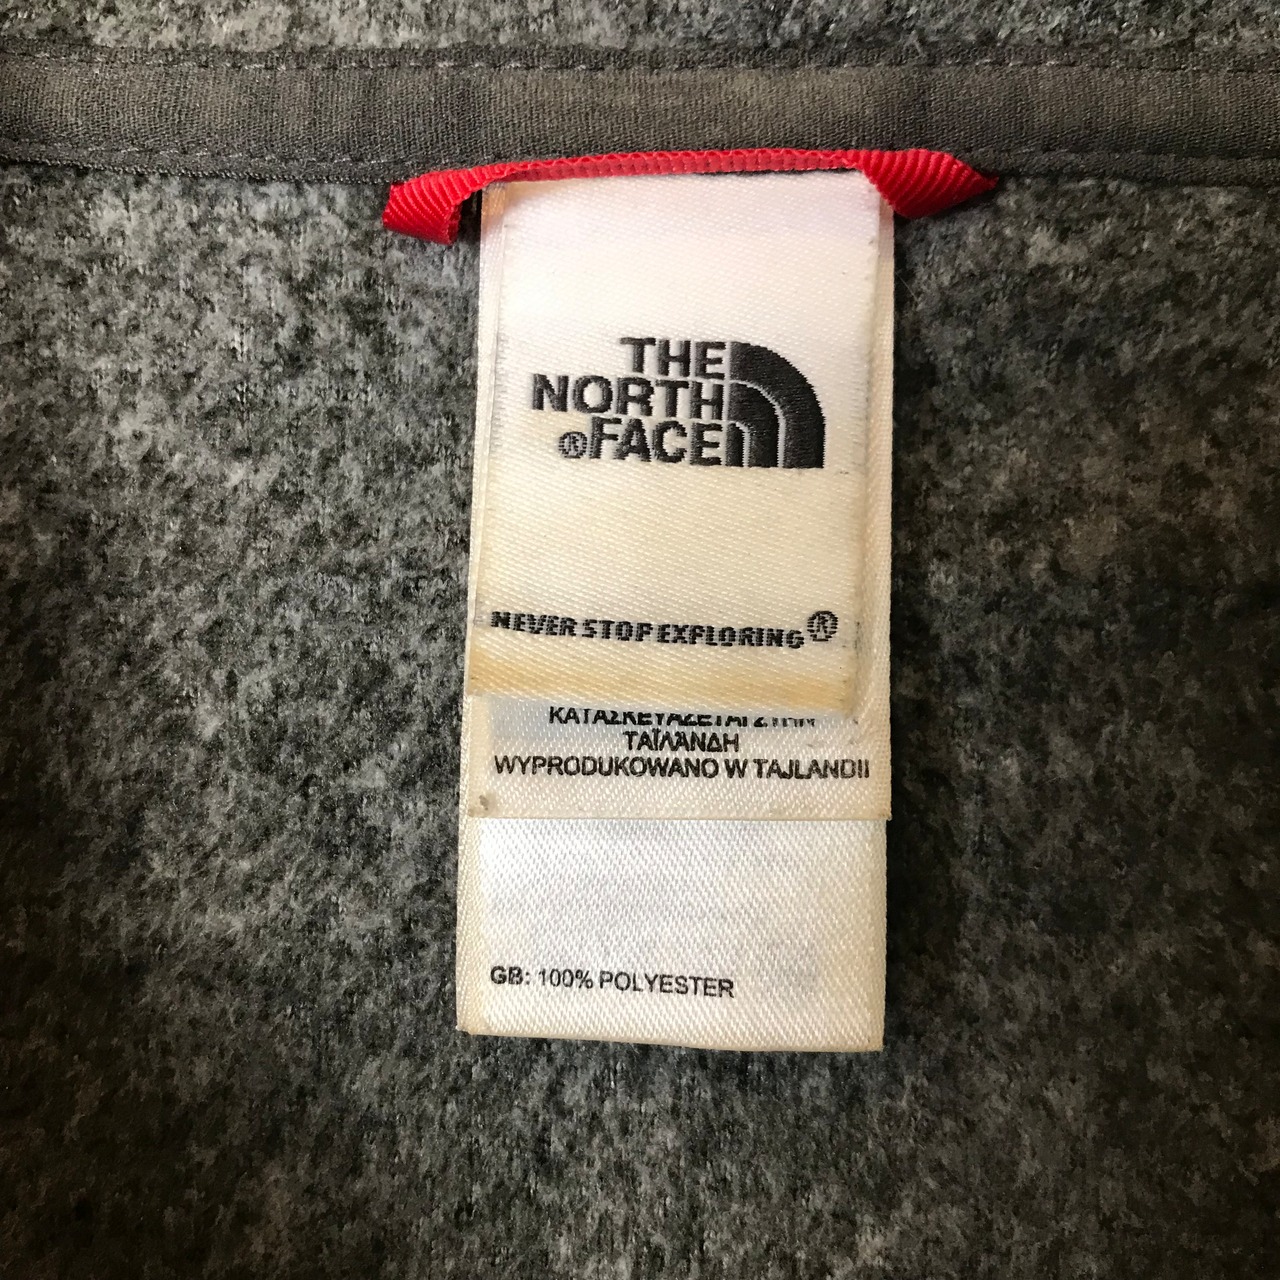 THE
NORTH
®FACE
NEVER STOP EXPLORING®
ΚΑΤΑΣΚΕΥΑΖΕΤΑΙ ΣΤΗΝ
ΤΑΪΛΑΝΔΗ
WYPRODUKOWANO W TAJLANDII
GB: 100% POLYESTER